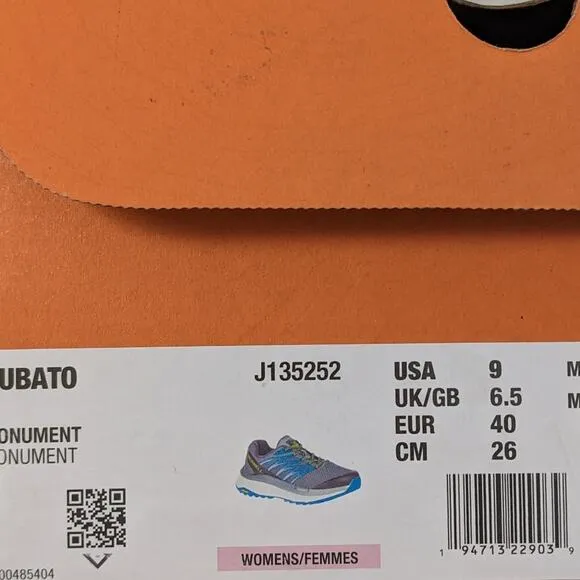 UBATO J135252 USA 9 M
UK/GB 6.5 M
ONUMENT EUR 40
ONUMENT CM 26
WOMENS/FEMMES
1 94713 22903 9
00485404